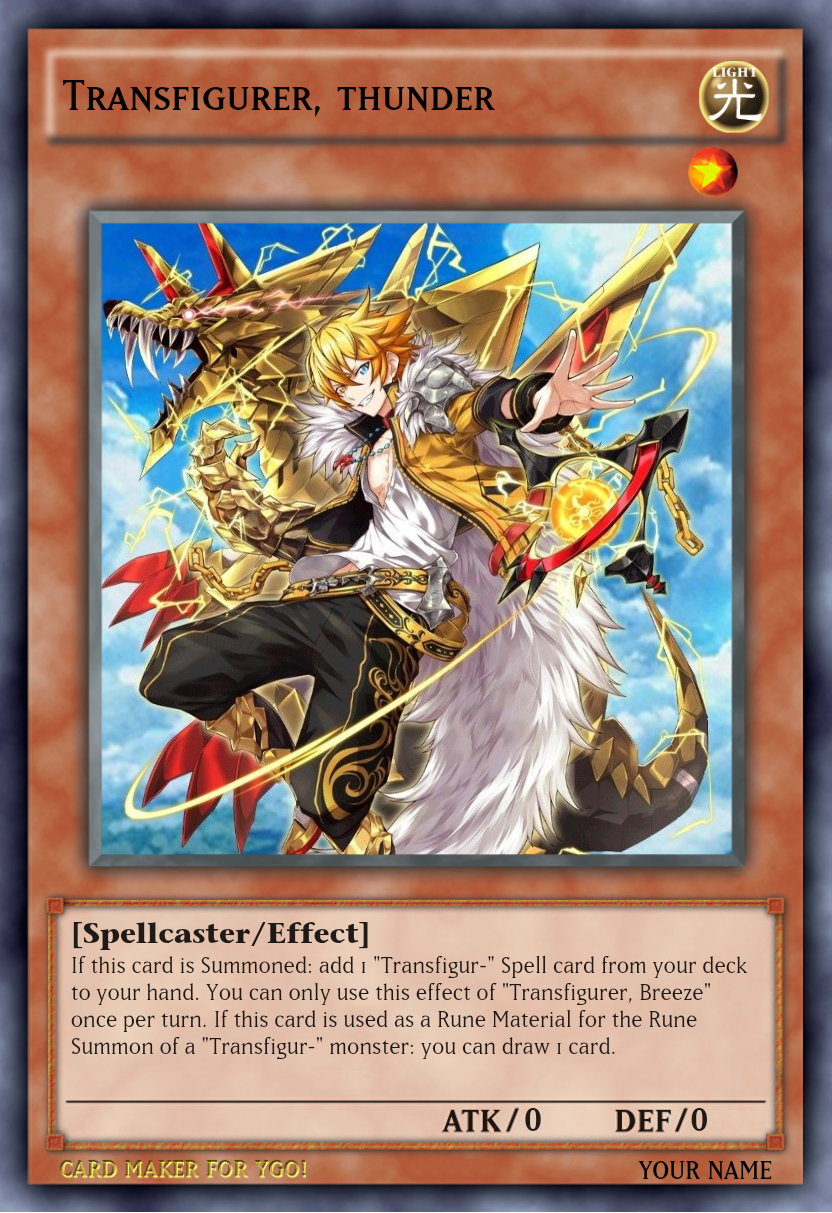 Transfigurer, thunder
LIGHT
光
[Spellcaster/Effect]
If this card is Summoned: add 1 "Transfigur-" Spell card from your deck
to your hand. You can only use this effect of "Transfigurer, Breeze"
once per turn. If this card is used as a Rune Material for the Rune
Summon of a "Transfigur-" monster: you can draw 1 card.
ATK/0 DEF/0
CARD MAKER FOR YGO! YOUR NAME